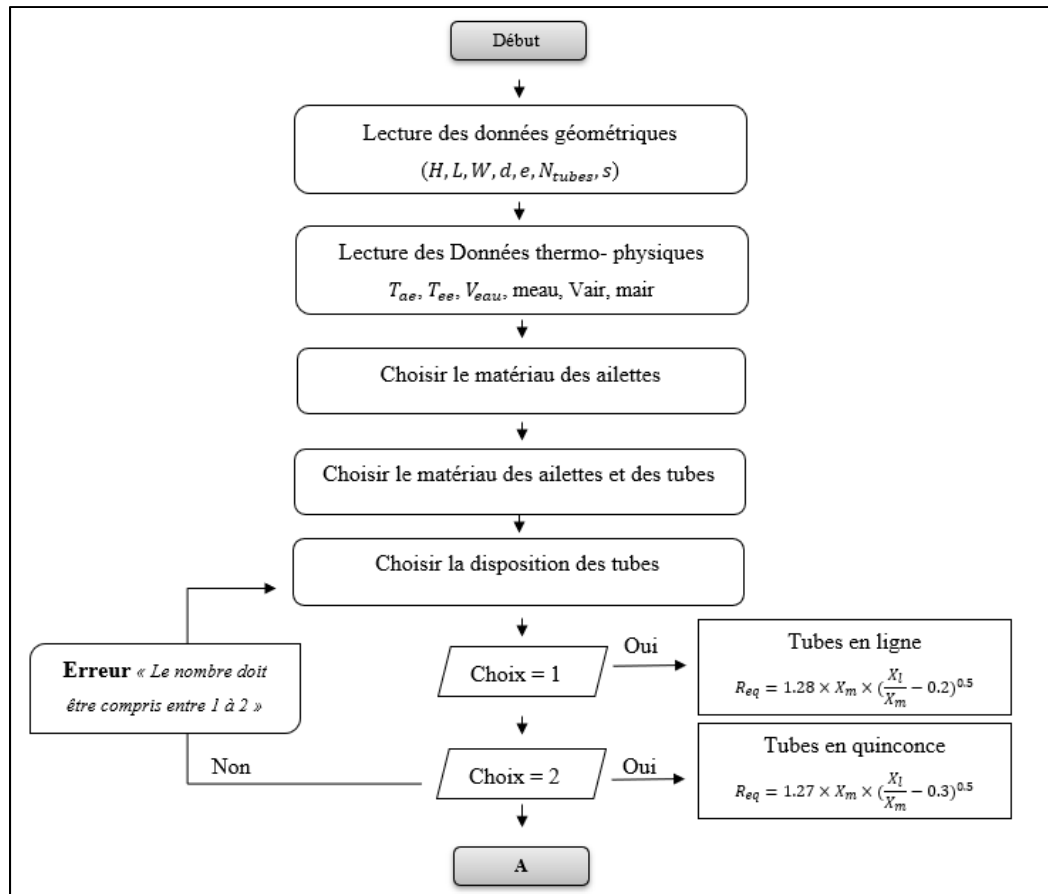 Début
Lecture des données géométriques
(H, L, W, d, e, N_tubes, s)
Lecture des Données thermo- physiques
T_ae, T_ee, V_eau, meau, Vair, mair
Choisir le matériau des ailettes
Choisir le matériau des ailettes et des tubes
Choisir la disposition des tubes
Erreur « Le nombre doit
être compris entre 1 à 2 »
Choix = 1
Oui
Tubes en ligne
R_eq = 1.28 × X_m × (X_l/X_m − 0.2)^0.5
Non
Choix = 2
Oui
Tubes en quinconce
R_eq = 1.27 × X_m × (X_l/X_m − 0.3)^0.5
A